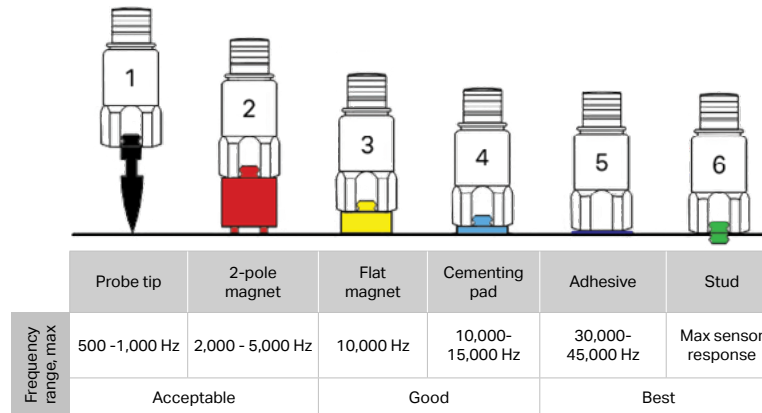 1
2
3
4
5
6
Probe tip
2-pole
magnet
Flat
magnet
Cementing
pad
Adhesive
Stud
Frequency
range, max
500 -1,000 Hz
2,000 - 5,000 Hz
10,000 Hz
10,000-
15,000 Hz
30,000-
45,000 Hz
Max sensor
response
Acceptable
Good
Best